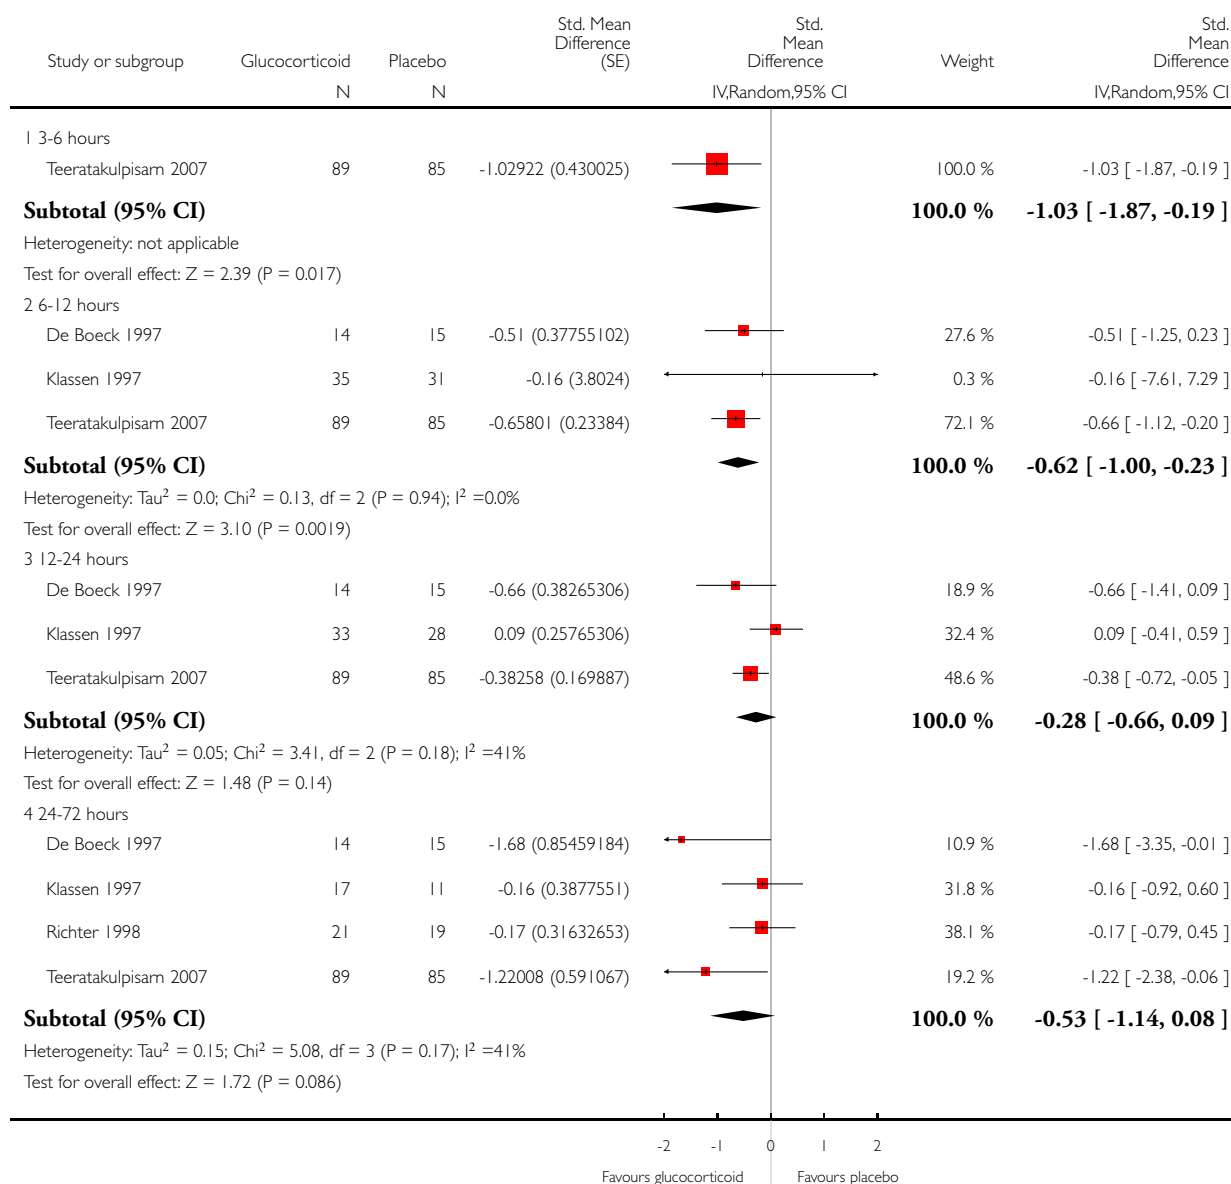 Study or subgroup Glucocorticoid Placebo Std. Mean Difference (SE) Std. Mean Difference Weight Std. Mean Difference
N N IV,Random,95% CI IV,Random,95% CI
1 3-6 hours
Teeratakulpisarn 2007 89 85 -1.02922 (0.430025) 100.0 % -1.03 [ -1.87, -0.19 ]
Subtotal (95% CI) 100.0 % -1.03 [ -1.87, -0.19 ]
Heterogeneity: not applicable
Test for overall effect: Z = 2.39 (P = 0.017)
2 6-12 hours
De Boeck 1997 14 15 -0.51 (0.37755102) 27.6 % -0.51 [ -1.25, 0.23 ]
Klassen 1997 35 31 -0.16 (3.8024) 0.3 % -0.16 [ -7.61, 7.29 ]
Teeratakulpisarn 2007 89 85 -0.65801 (0.23384) 72.1 % -0.66 [ -1.12, -0.20 ]
Subtotal (95% CI) 100.0 % -0.62 [ -1.00, -0.23 ]
Heterogeneity: Tau² = 0.0; Chi² = 0.13, df = 2 (P = 0.94); I² =0.0%
Test for overall effect: Z = 3.10 (P = 0.0019)
3 12-24 hours
De Boeck 1997 14 15 -0.66 (0.38265306) 18.9 % -0.66 [ -1.41, 0.09 ]
Klassen 1997 33 28 0.09 (0.25765306) 32.4 % 0.09 [ -0.41, 0.59 ]
Teeratakulpisarn 2007 89 85 -0.38258 (0.169887) 48.6 % -0.38 [ -0.72, -0.05 ]
Subtotal (95% CI) 100.0 % -0.28 [ -0.66, 0.09 ]
Heterogeneity: Tau² = 0.05; Chi² = 3.41, df = 2 (P = 0.18); I² =41%
Test for overall effect: Z = 1.48 (P = 0.14)
4 24-72 hours
De Boeck 1997 14 15 -1.68 (0.85459184) 10.9 % -1.68 [ -3.35, -0.01 ]
Klassen 1997 17 11 -0.16 (0.3877551) 31.8 % -0.16 [ -0.92, 0.60 ]
Richter 1998 21 19 -0.17 (0.31632653) 38.1 % -0.17 [ -0.79, 0.45 ]
Teeratakulpisarn 2007 89 85 -1.22008 (0.591067) 19.2 % -1.22 [ -2.38, -0.06 ]
Subtotal (95% CI) 100.0 % -0.53 [ -1.14, 0.08 ]
Heterogeneity: Tau² = 0.15; Chi² = 5.08, df = 3 (P = 0.17); I² =41%
Test for overall effect: Z = 1.72 (P = 0.086)
-2 -1 0 1 2
Favours glucocorticoid Favours placebo